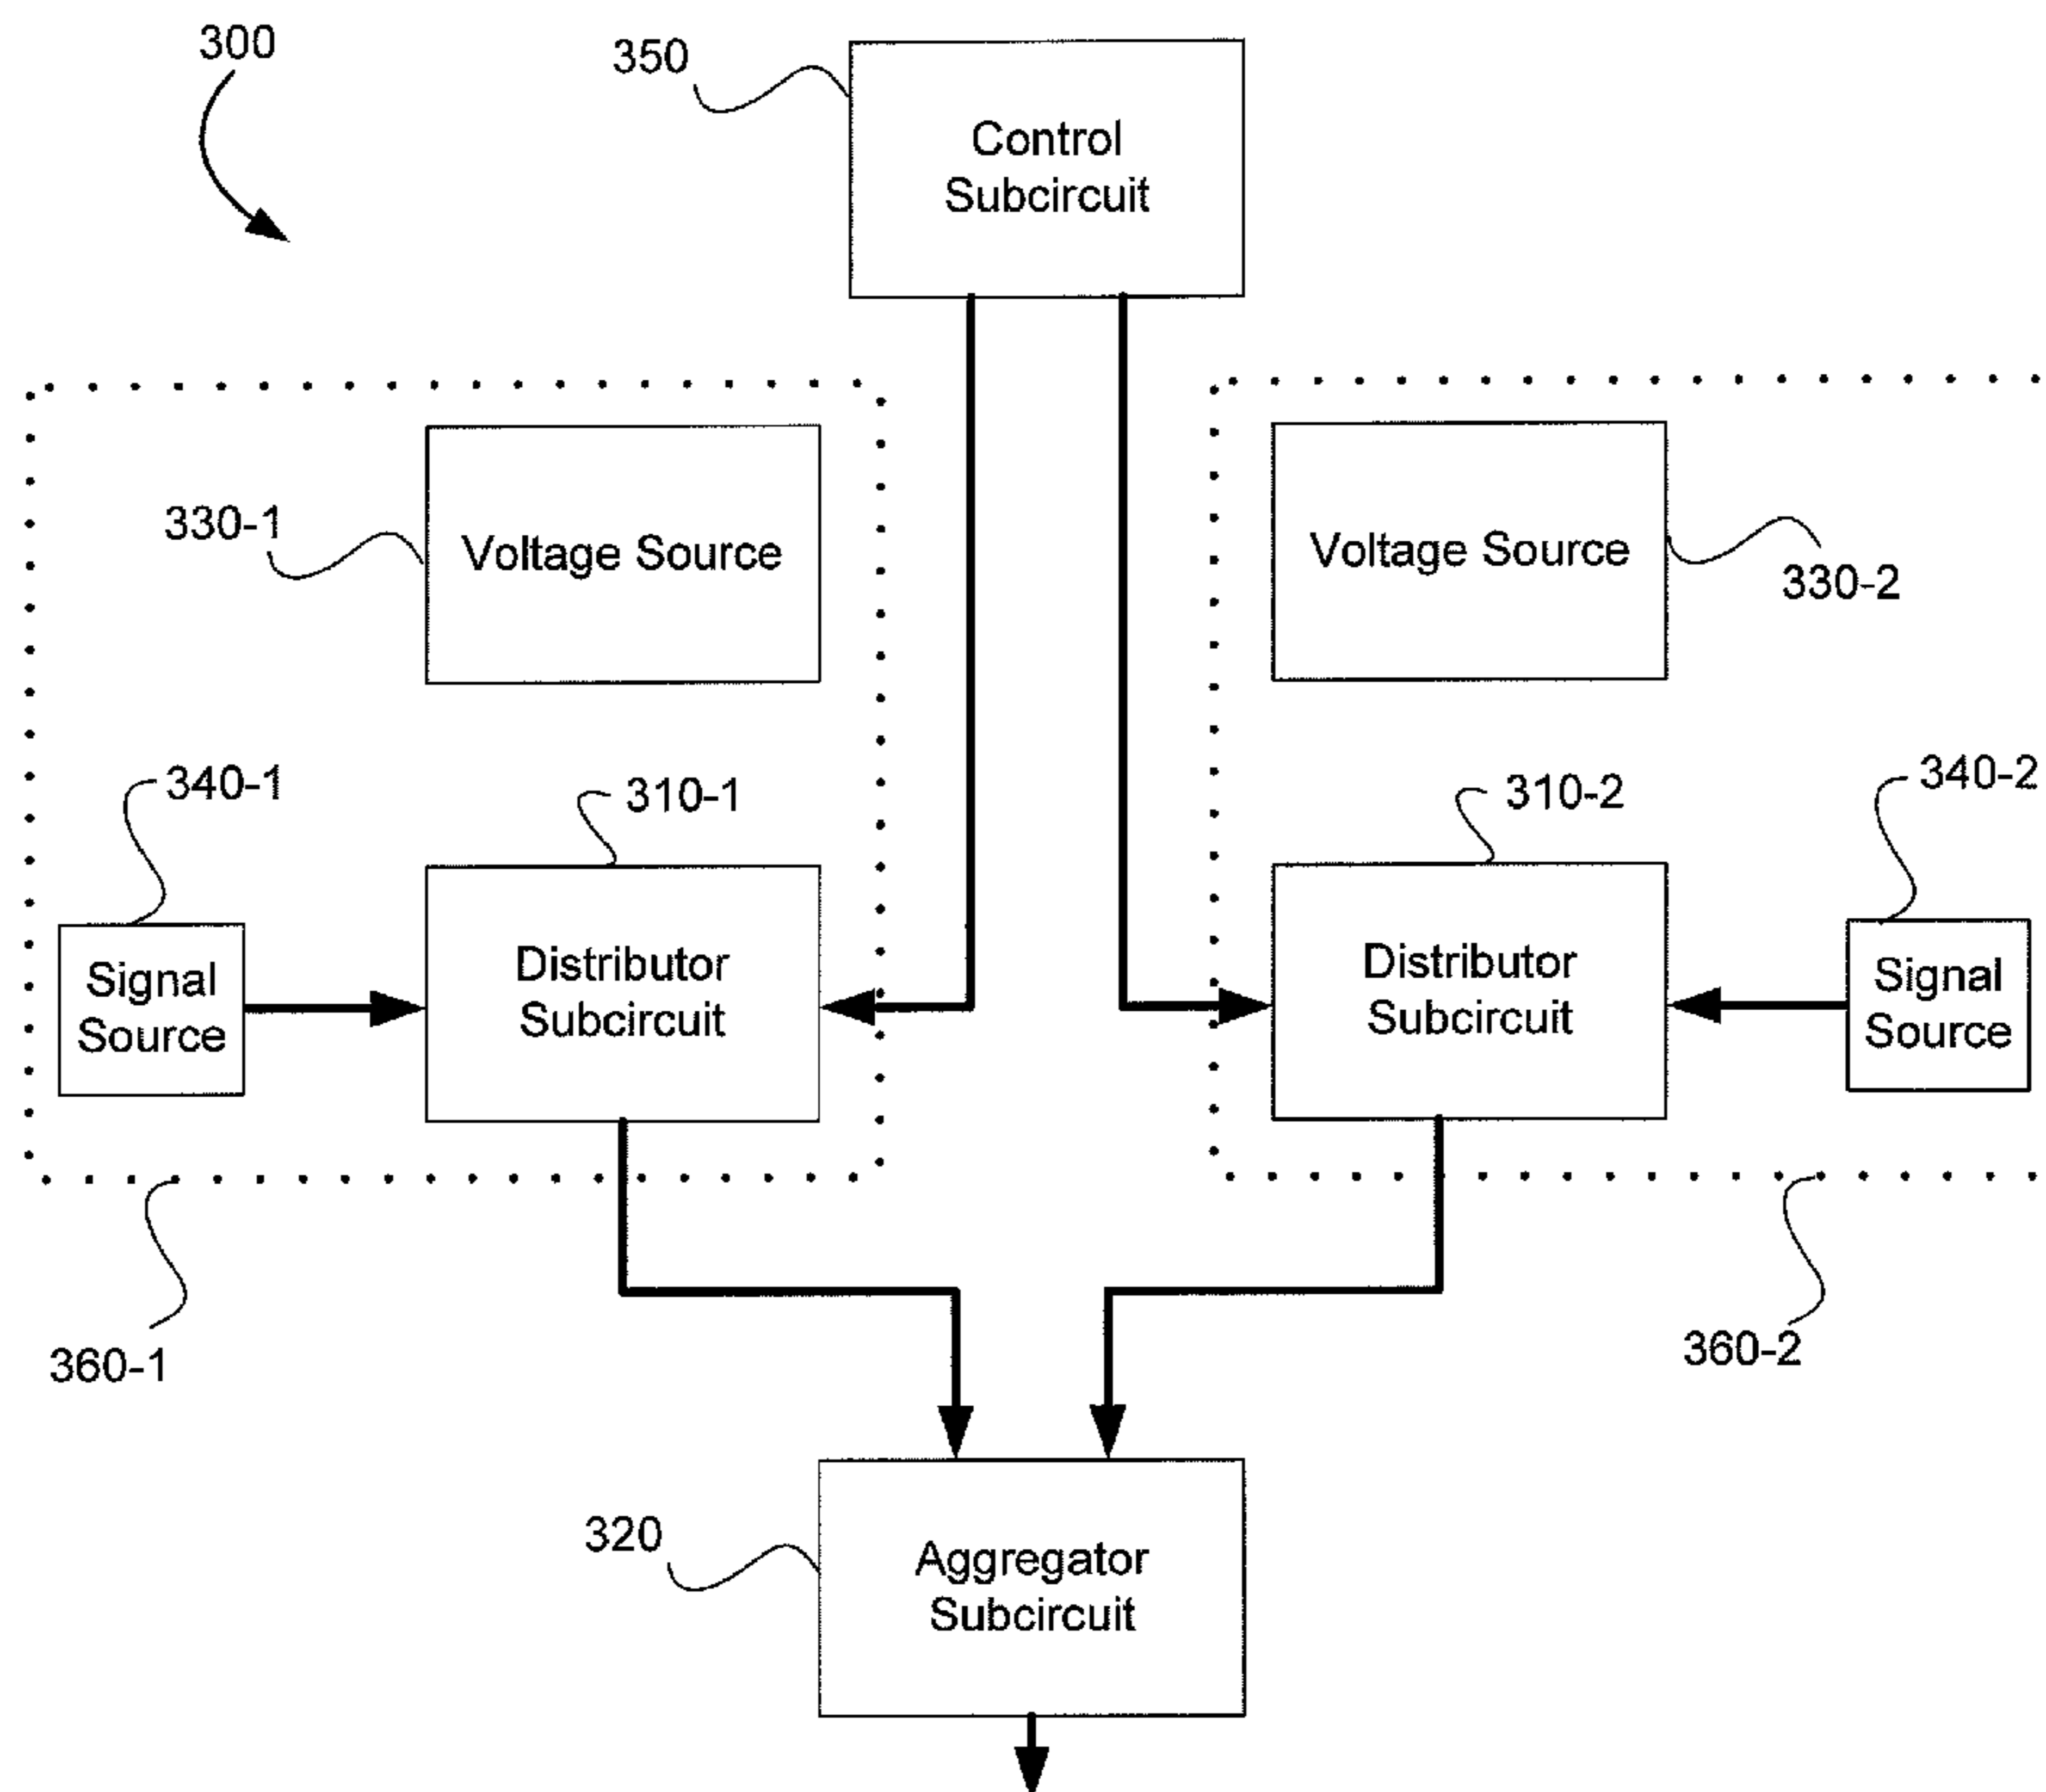 300
350
Control
Subcircuit
330-1
Voltage Source
Voltage Source
330-2
340-1
310-1
310-2
340-2
Signal
Source
Distributor
Subcircuit
Distributor
Subcircuit
Signal
Source
360-1
360-2
320
Aggregator
Subcircuit